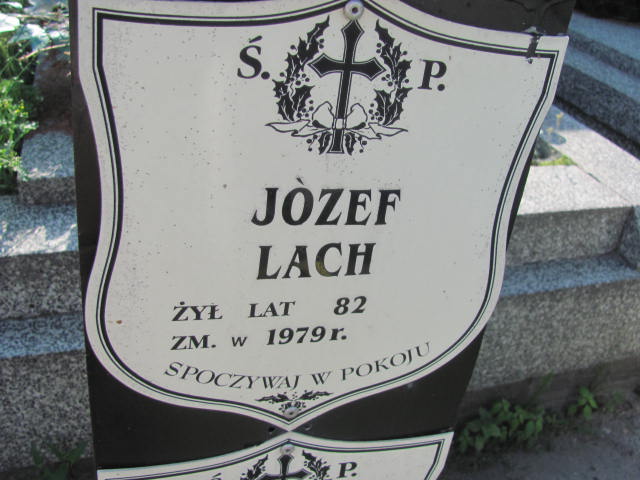 Ś. P.
JÒZEF
LACH
ŻYŁ LAT 82
ZM. w 1979 r.
SPOCZYWAJ W POKOJU
Ś P.